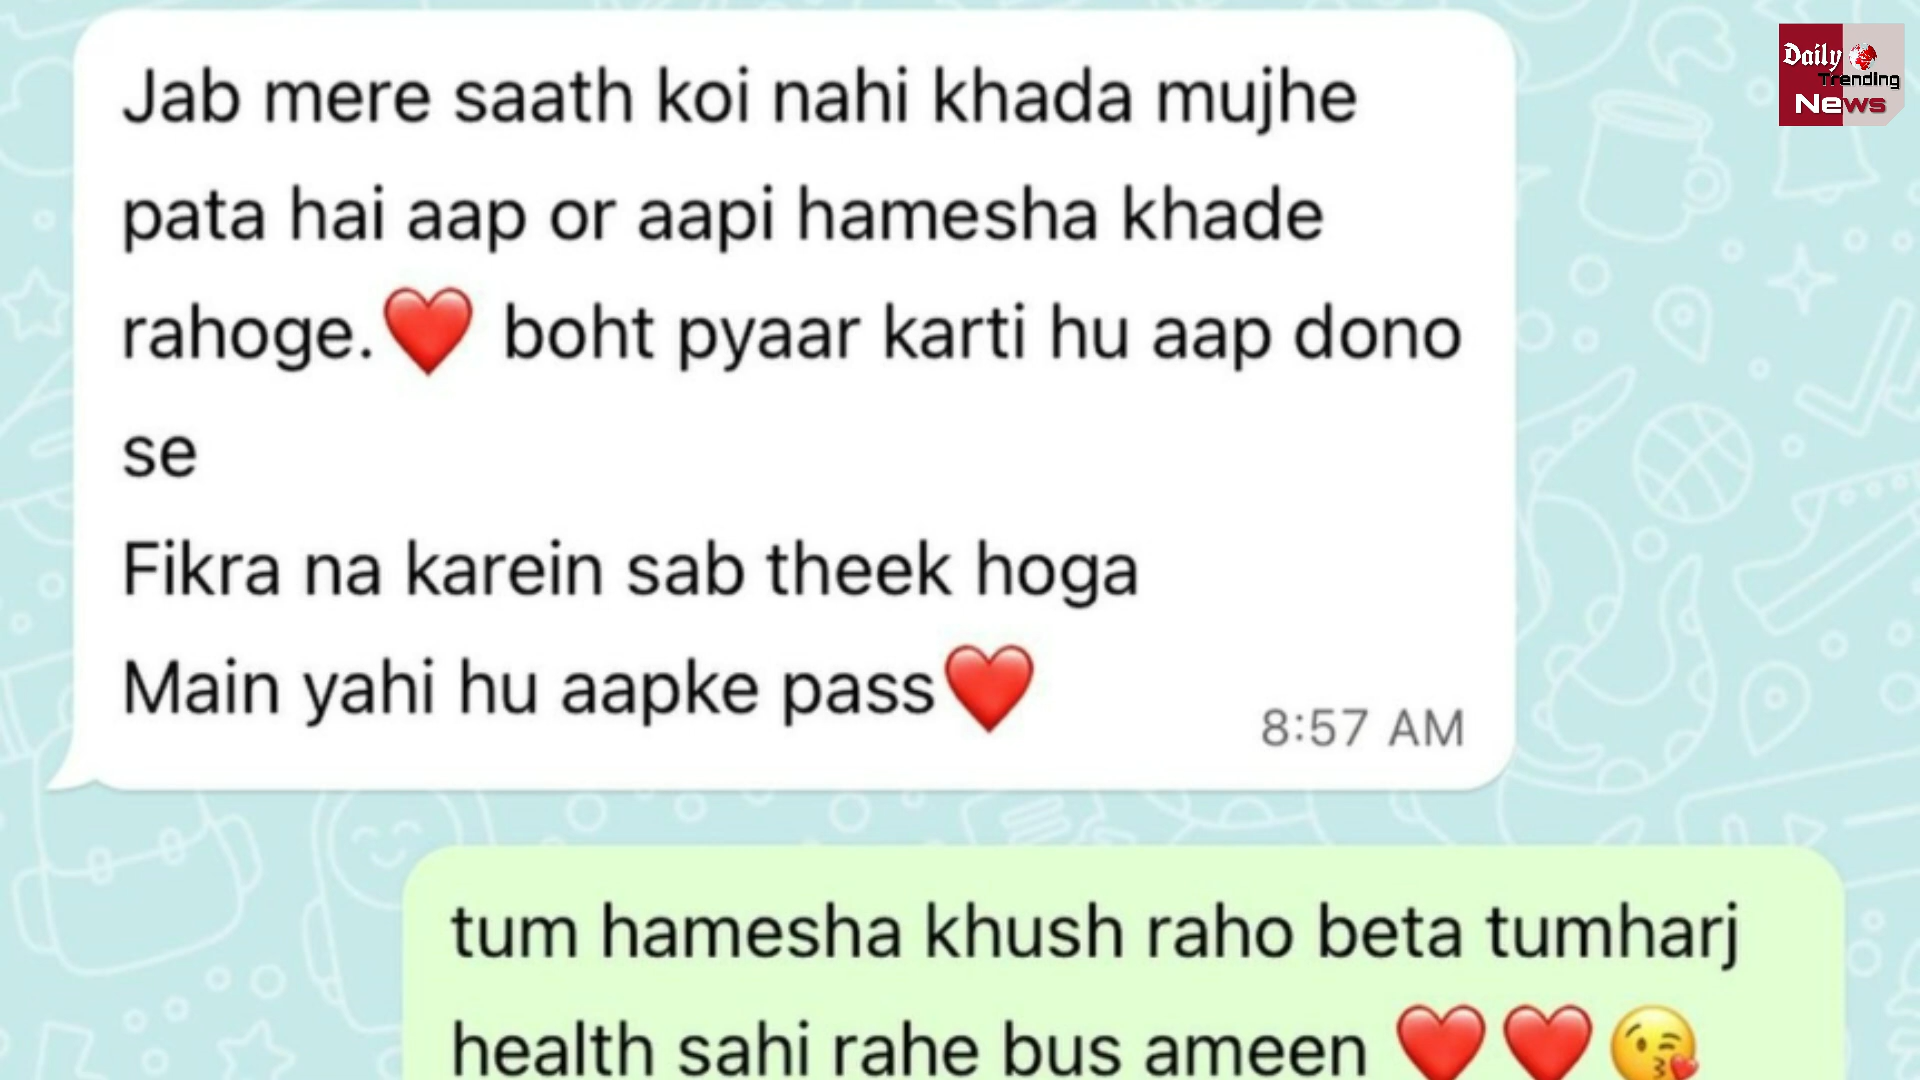 Daily
Trending
News
Jab mere saath koi nahi khada mujhe
pata hai aap or aapi hamesha khade
rahoge.❤️ boht pyaar karti hu aap dono
se
Fikra na karein sab theek hoga
Main yahi hu aapke pass❤️
8:57 AM
tum hamesha khush raho beta tumharj
health sahi rahe bus ameen ❤️❤️😘